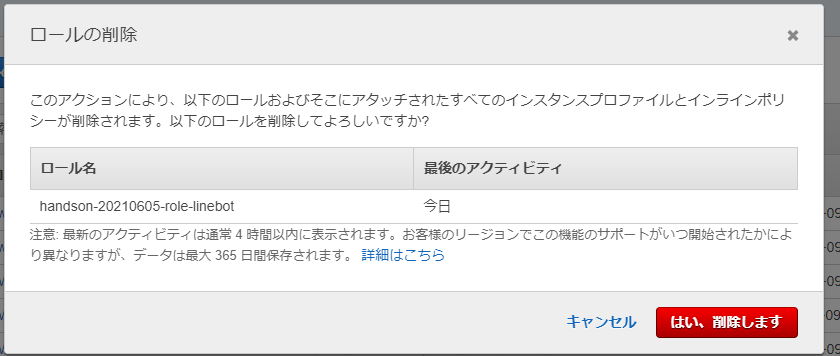 ロールの削除
×
このアクションにより、以下のロールおよびそこにアタッチされたすべてのインスタンスプロファイルとインラインポリ
シーが削除されます。以下のロールを削除してよろしいですか?
ロール名 最後のアクティビティ
handson-20210605-role-linebot 今日
注意: 最新のアクティビティは通常 4 時間以内に表示されます。お客様のリージョンでこの機能のサポートがいつ開始されたかによ
り異なりますが、データは最大 365 日間保存されます。 詳細はこちら
キャンセル はい、削除します